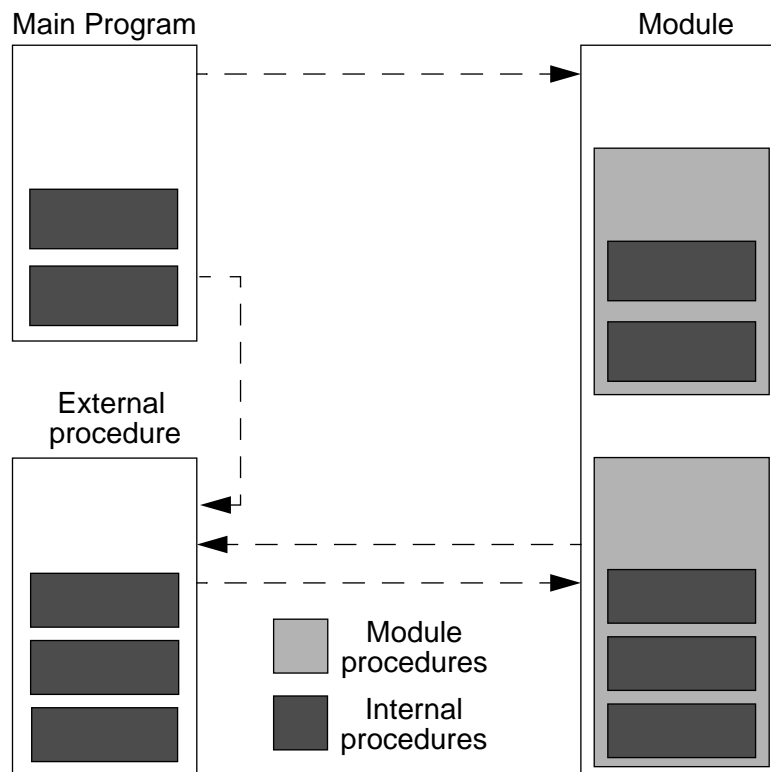 Main Program
Module
External
procedure
Module
procedures
Internal
procedures